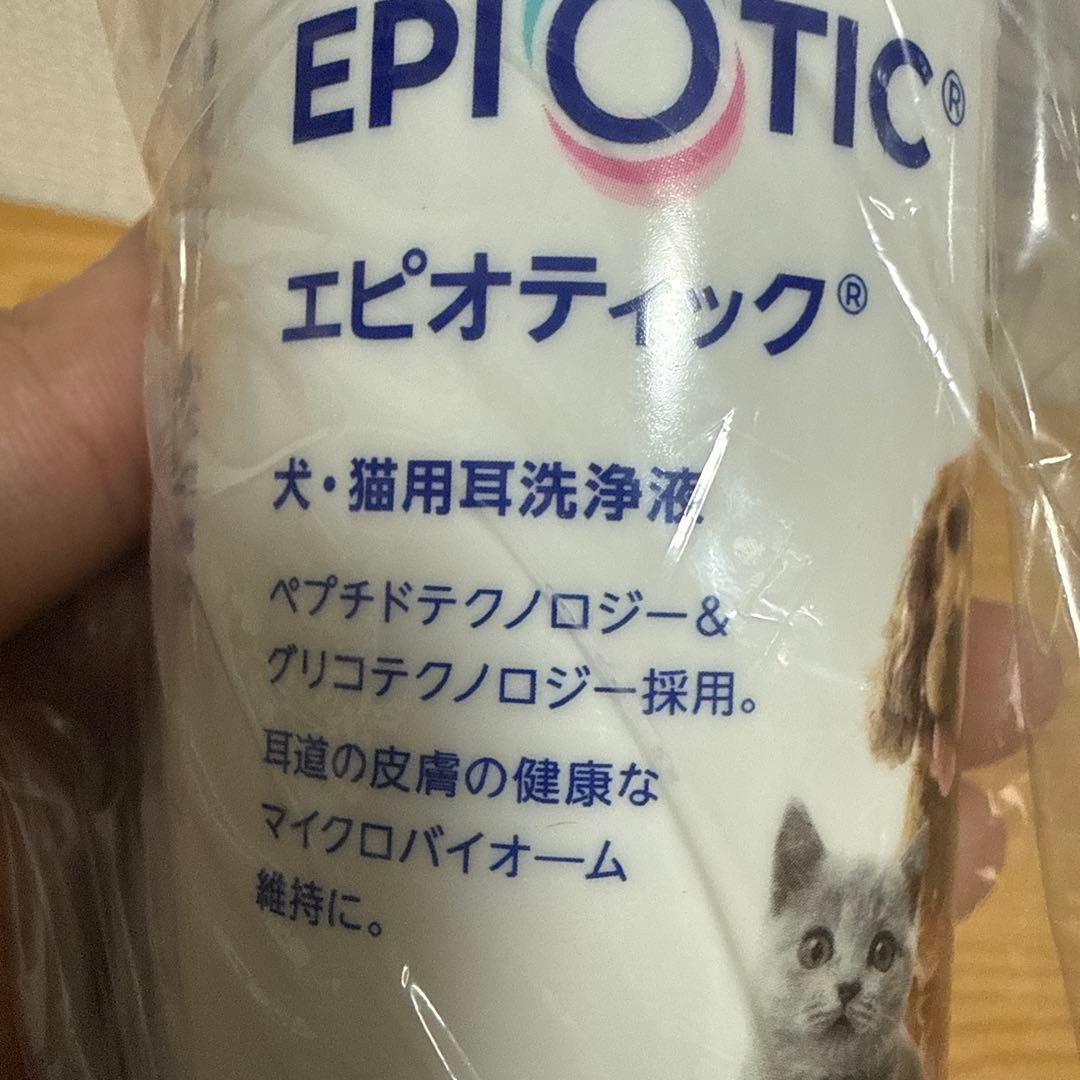 EPIOTIC®
エピオティック®
犬・猫用耳洗浄液
ペプチドテクノロジー&
グリコテクノロジー採用。
耳道の皮膚の健康な
マイクロバイオーム
維持に。